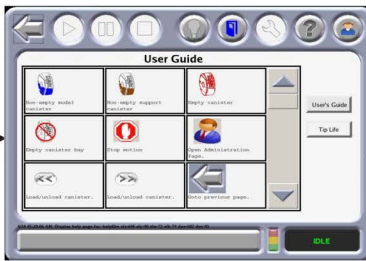 User Guide
Non-empty model canister
Non-empty support canister
Empty canister
Empty canister bay
Stop motion
Open Administration Page.
Load/unload canister.
Load/unload canister.
Goto previous page.
User's Guide
Tip Life
IDLE